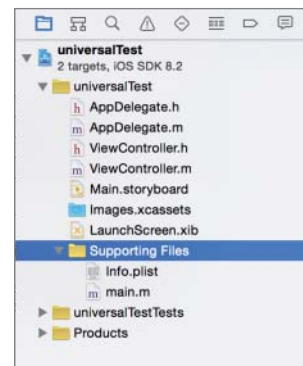 universalTest
2 targets, iOS SDK 8.2
universalTest
h AppDelegate.h
m AppDelegate.m
h ViewController.h
m ViewController.m
Main.storyboard
Images.xcassets
LaunchScreen.xib
Supporting Files
Info.plist
m main.m
universalTestTests
Products